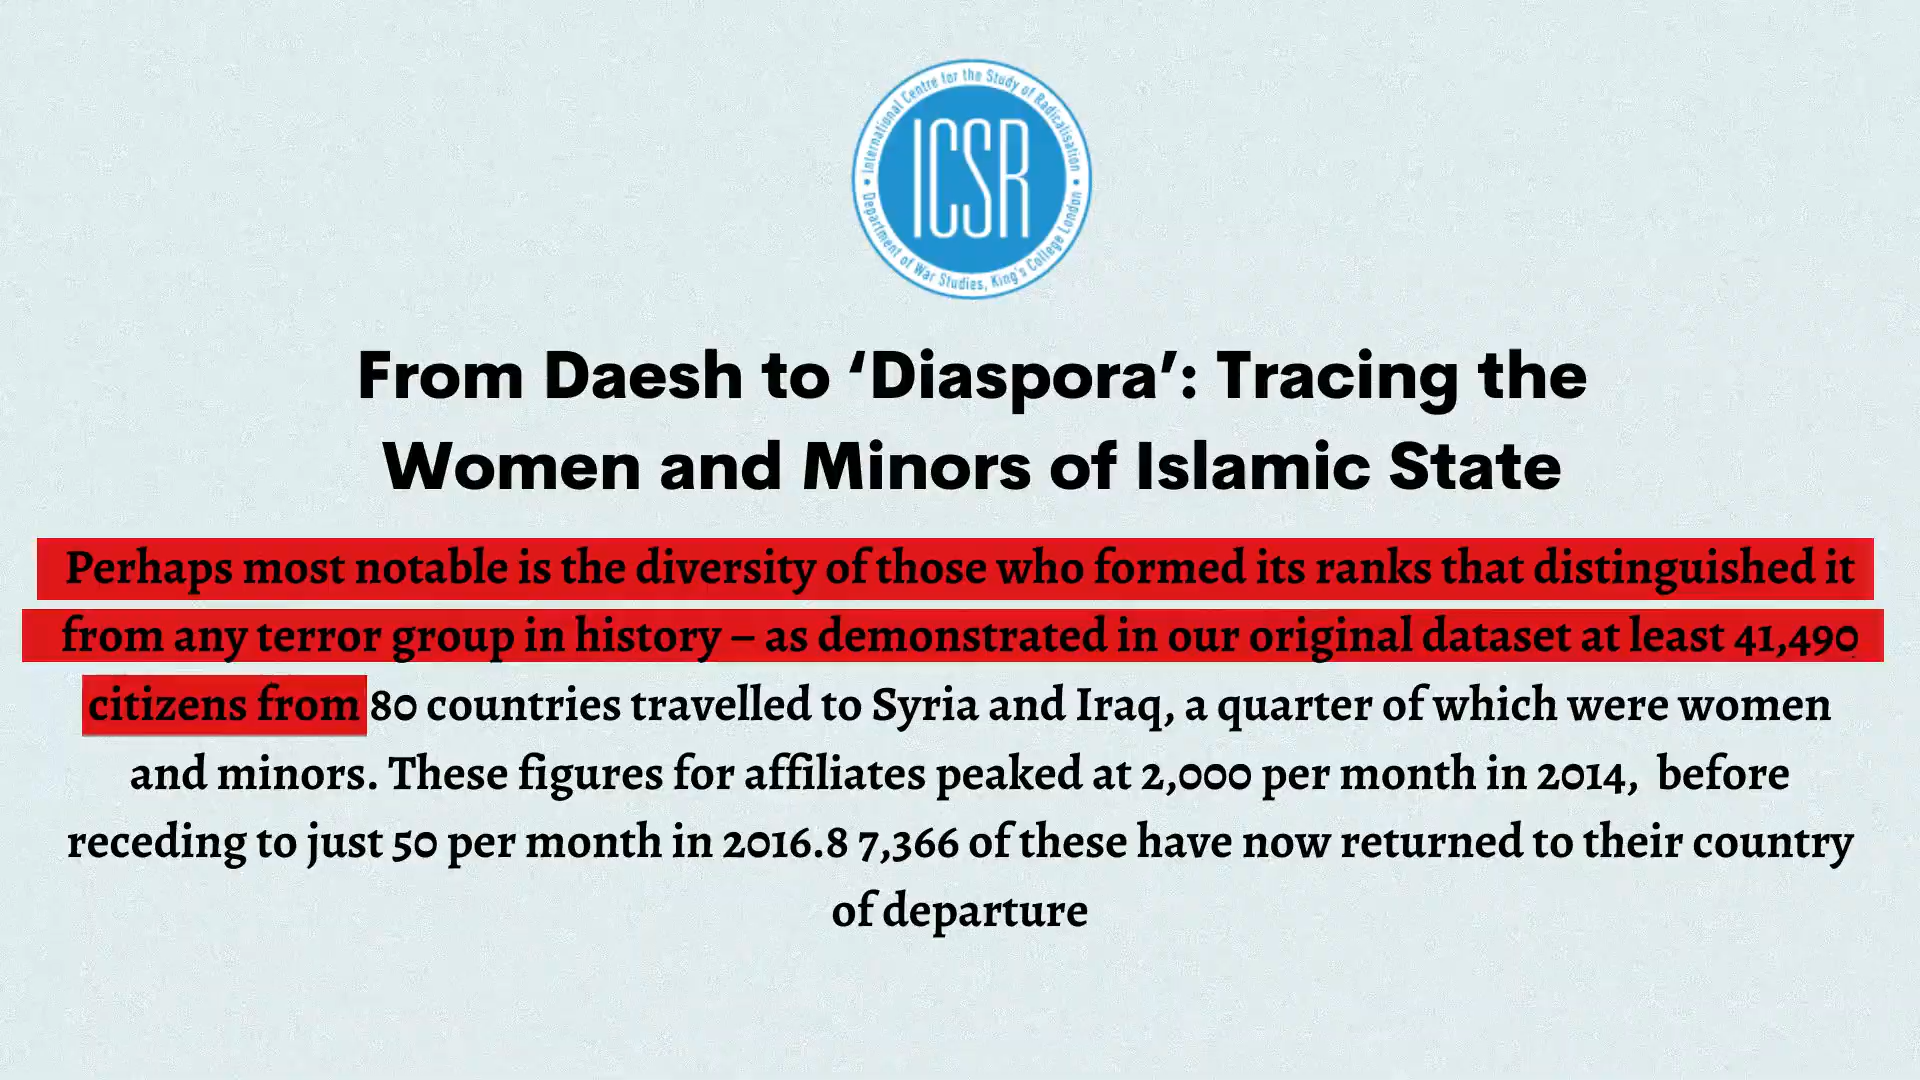 International Centre for the Study of Radicalisation
ICSR
Department of War Studies, King's College London
From Daesh to ‘Diaspora’: Tracing the
Women and Minors of Islamic State
Perhaps most notable is the diversity of those who formed its ranks that distinguished it
from any terror group in history – as demonstrated in our original dataset at least 41,490
citizens from 80 countries travelled to Syria and Iraq, a quarter of which were women
and minors. These figures for affiliates peaked at 2,000 per month in 2014,  before
receding to just 50 per month in 2016.8 7,366 of these have now returned to their country
of departure